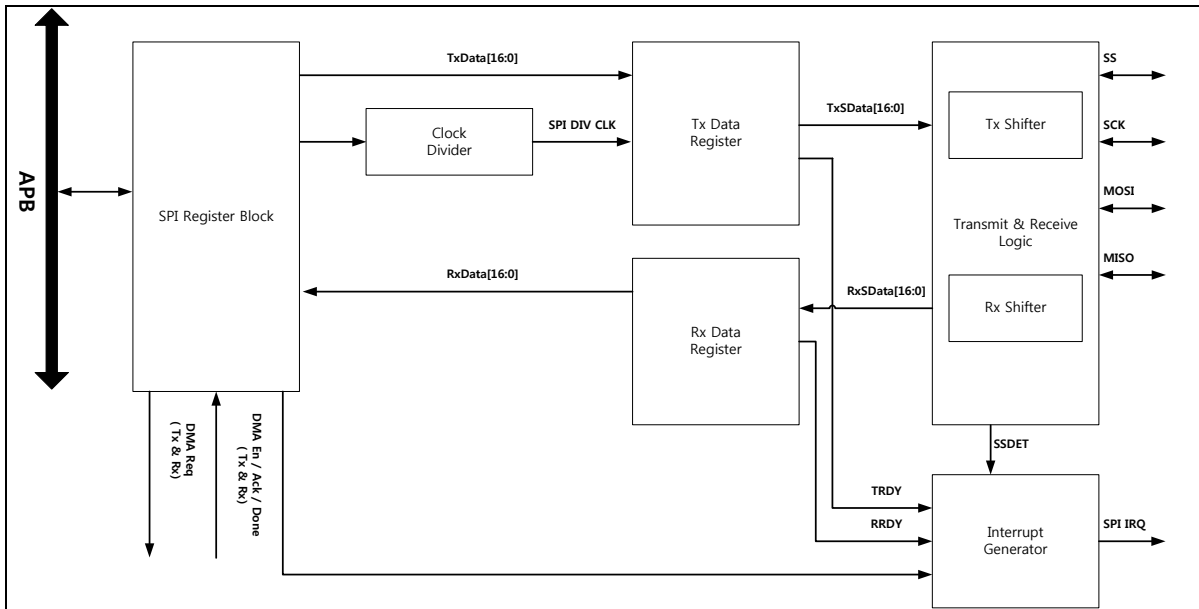 APB
SPI Register Block
TxData[16:0]
Clock
Divider
SPI DIV CLK
Tx Data
Register
TxSData[16:0]
Tx Shifter
Transmit & Receive
Logic
Rx Shifter
SS
SCK
MOSI
MISO
RxData[16:0]
Rx Data
Register
RxSData[16:0]
DMA Req
( Tx & Rx)
DMA En / Ack / Done
( Tx & Rx)
SSDET
TRDY
RRDY
Interrupt
Generator
SPI IRQ